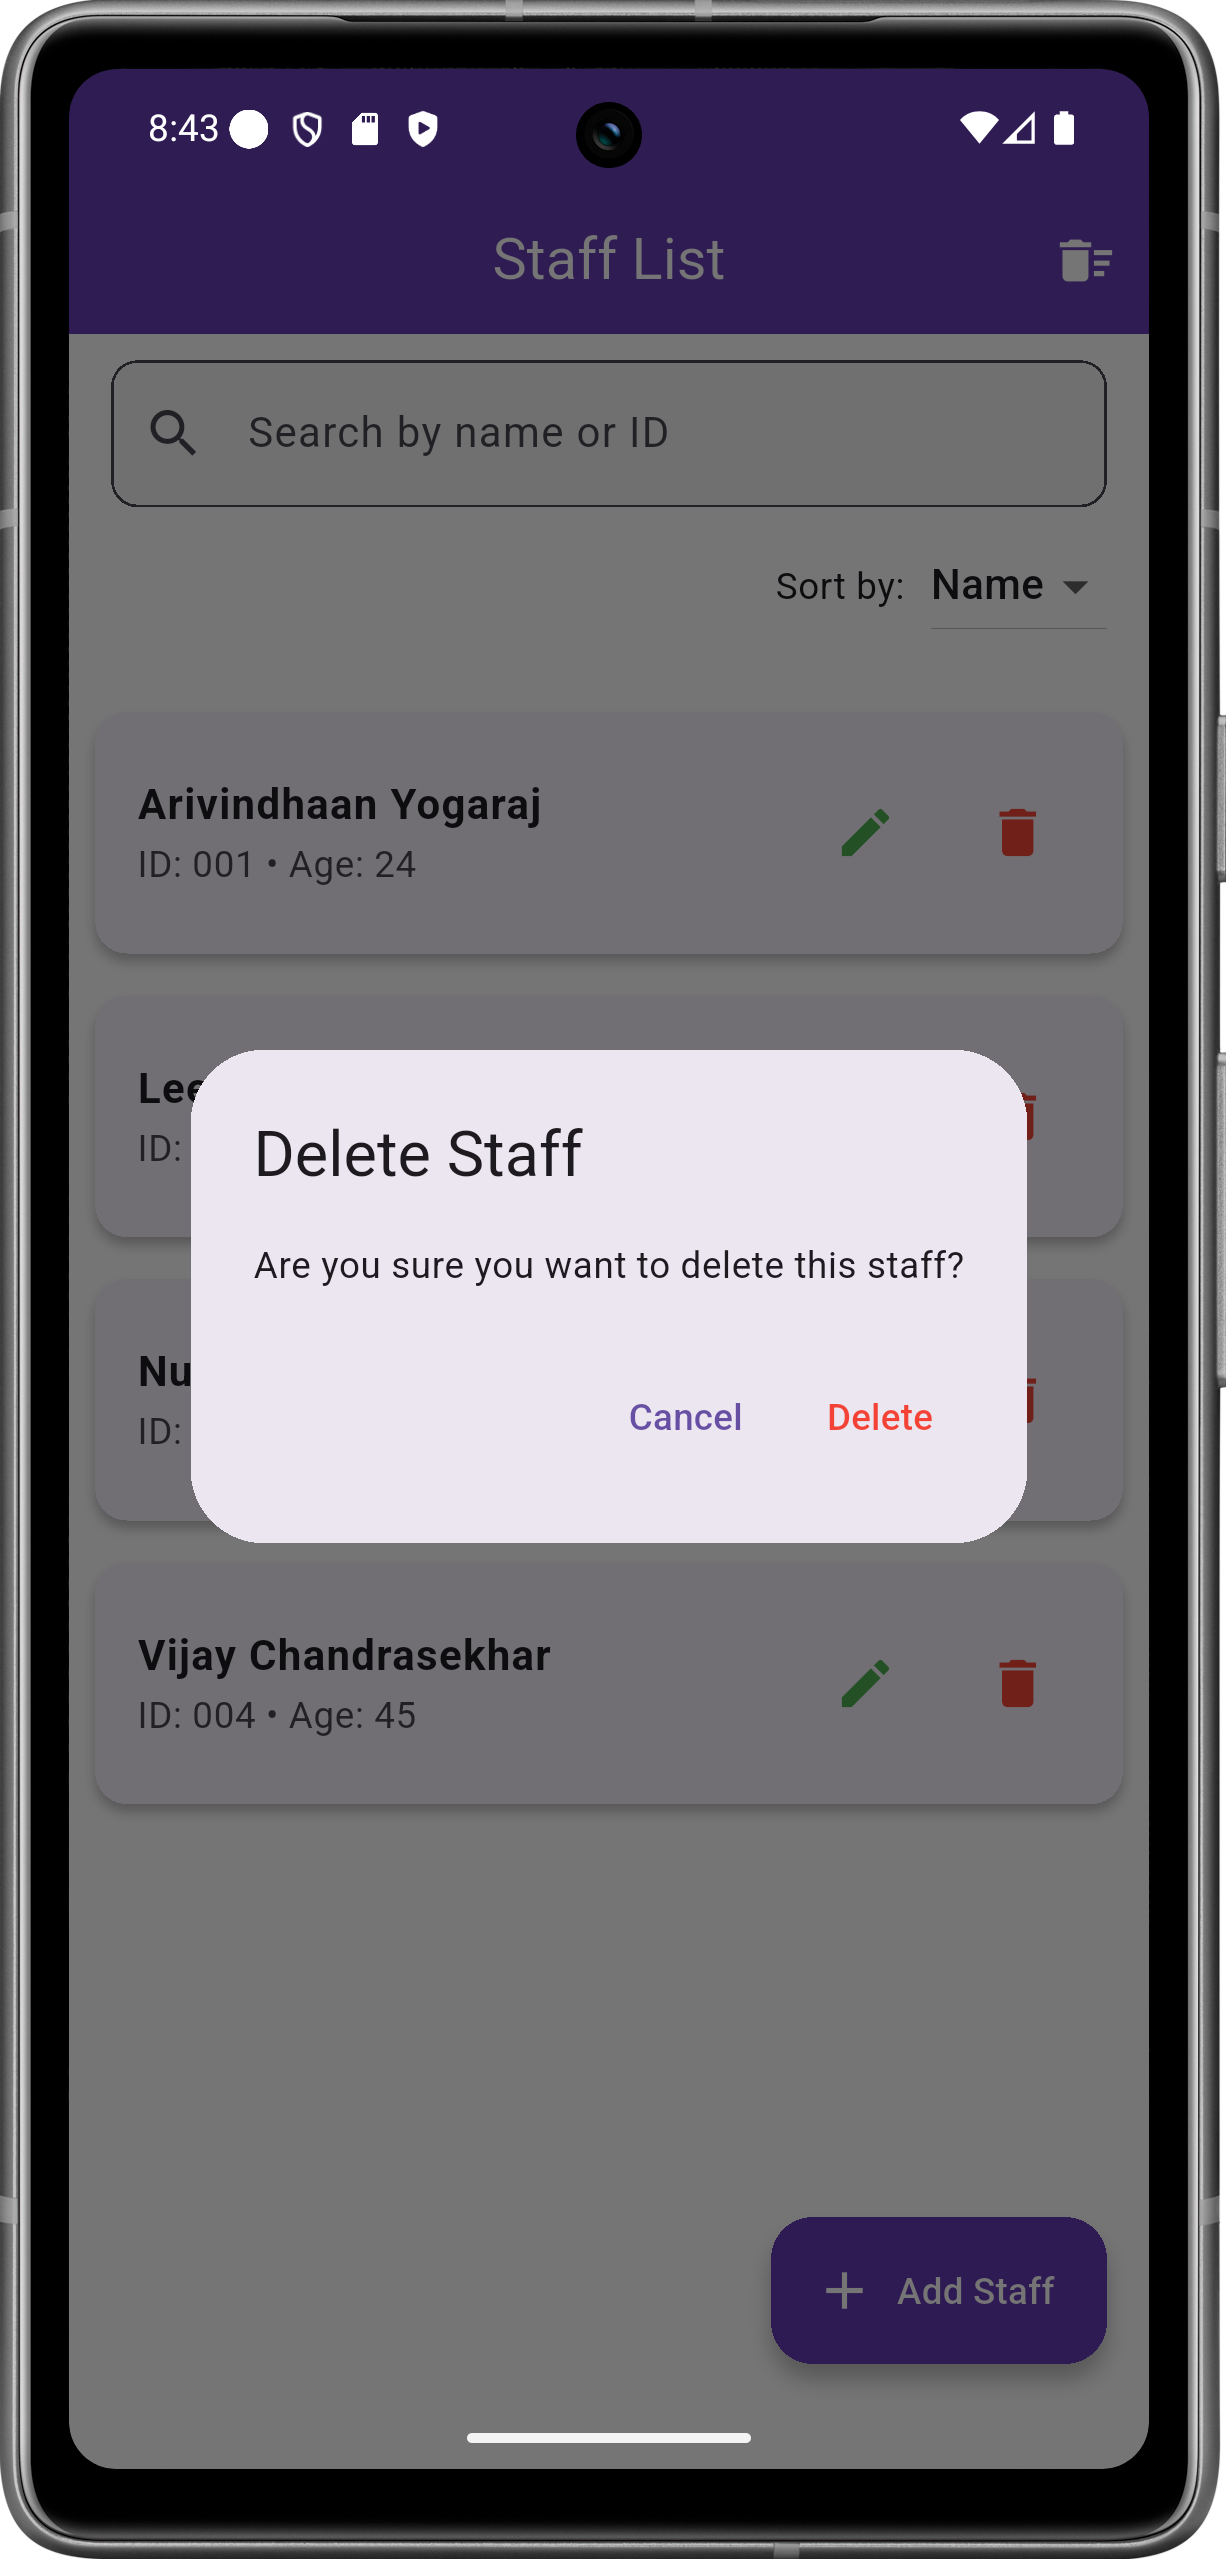 8:43
Staff List
Search by name or ID
Sort by: Name
Arivindhaan Yogaraj
ID: 001 • Age: 24
Lee
ID:
Delete Staff
Are you sure you want to delete this staff?
Nu
ID:
Cancel Delete
Vijay Chandrasekhar
ID: 004 • Age: 45
Add Staff